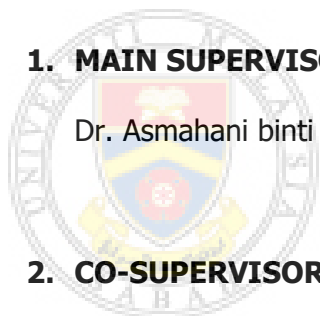 1. MAIN SUPERVISO
Dr. Asmahani binti
2. CO-SUPERVISOR